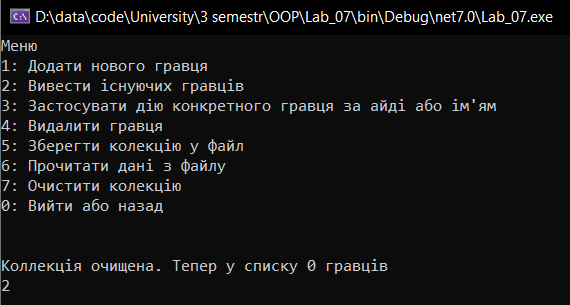 D:\data\code\University\3 semestr\OOP\Lab_07\bin\Debug\net7.0\Lab_07.exe
Меню
1: Додати нового гравця
2: Вивести існуючих гравців
3: Застосувати дію конкретного гравця за айді або ім'ям
4: Видалити гравця
5: Зберегти колекцію у файл
6: Прочитати дані з файлу
7: Очистити колекцію
0: Вийти або назад
Коллекція очищена. Тепер у списку 0 гравців
2